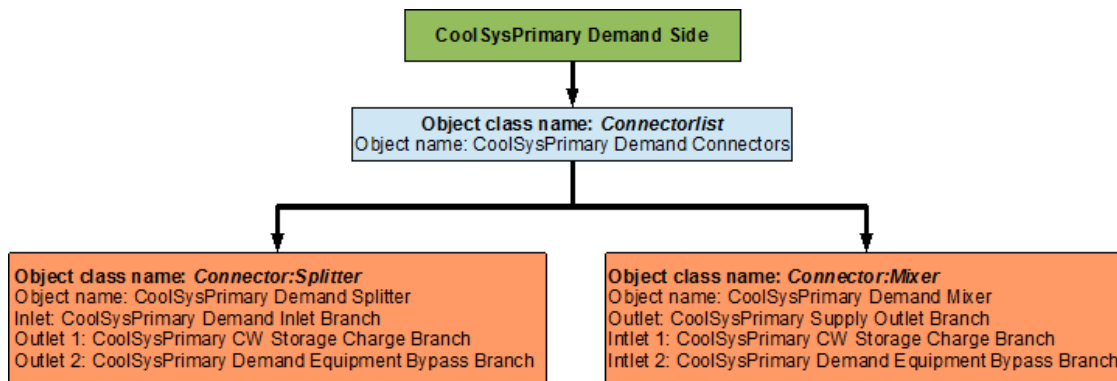 CoolSysPrimary Demand Side
Object class name: Connectorlist
Object name: CoolSysPrimary Demand Connectors
Object class name: Connector:Splitter
Object name: CoolSysPrimary Demand Splitter
Inlet: CoolSysPrimary Demand Inlet Branch
Outlet 1: CoolSysPrimary CW Storage Charge Branch
Outlet 2: CoolSysPrimary Demand Equipment Bypass Branch
Object class name: Connector:Mixer
Object name: CoolSysPrimary Demand Mixer
Outlet: CoolSysPrimary Supply Outlet Branch
Intlet 1: CoolSysPrimary CW Storage Charge Branch
Intlet 2: CoolSysPrimary Demand Equipment Bypass Branch